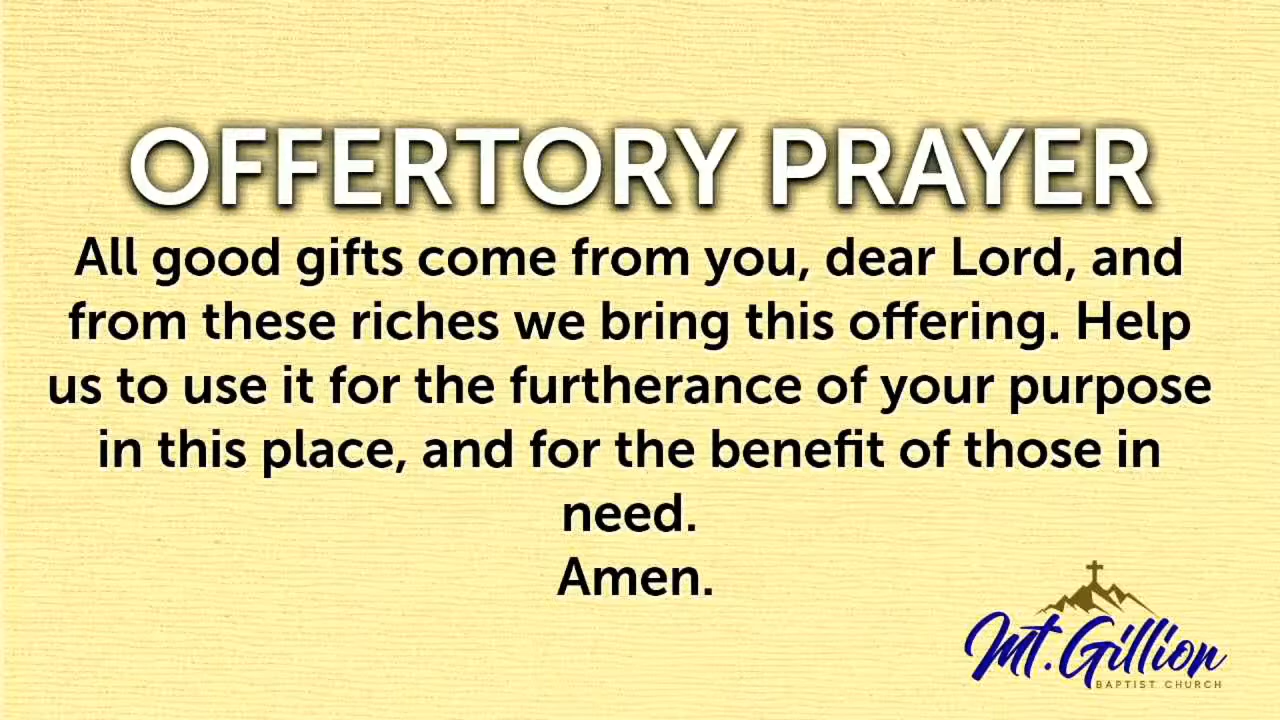 OFFERTORY PRAYER
All good gifts come from you, dear Lord, and
from these riches we bring this offering. Help
us to use it for the furtherance of your purpose
in this place, and for the benefit of those in
need.
Amen.
Mt. Gillion
BAPTIST CHURCH